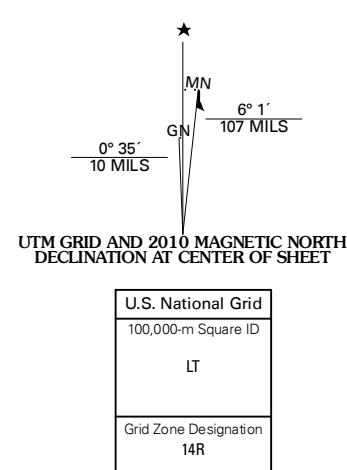 MN
GN
6° 1´
107 MILS
0° 35´
10 MILS
UTM GRID AND 2010 MAGNETIC NORTH
DECLINATION AT CENTER OF SHEET
U.S. National Grid
100,000-m Square ID
LT
Grid Zone Designation
14R